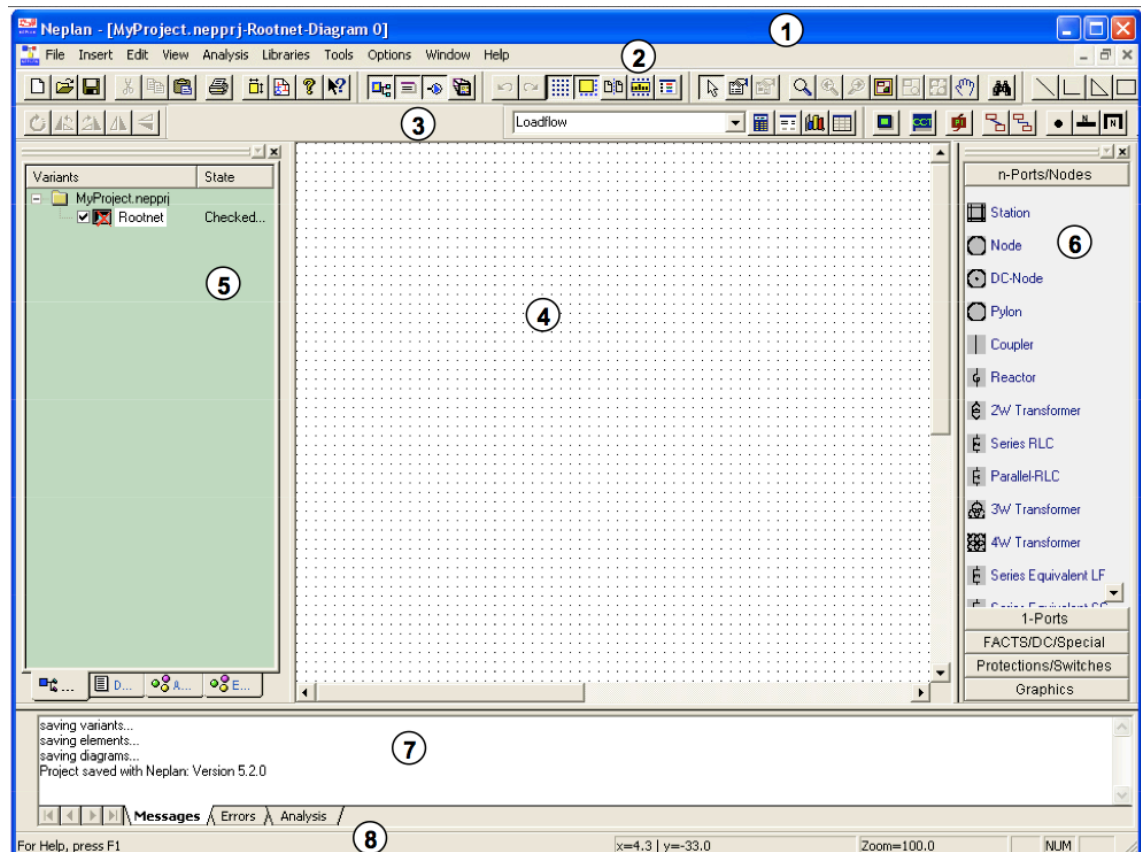 Neplan - [MyProject.nepprj-Rootnet-Diagram 0]
1
File Insert Edit View Analysis Libraries Tools Options Window Help
2
3
Loadflow
CCT
N
N
Variants State
MyProject.nepprj
Rootnet Checked...
5
4
n-Ports/Nodes
Station
Node
6
DC-Node
Pylon
Coupler
Reactor
2W Transformer
Series RLC
Parallel-RLC
3W Transformer
4W Transformer
Series Equivalent LF
1-Ports
FACTS/DC/Special
Protections/Switches
Graphics
... D... A... E...
saving variants...
saving elements...
saving diagrams...
Project saved with Neplan: Version 5.2.0
7
Messages Errors Analysis
8
For Help, press F1 x=4.3 | y=-33.0 Zoom=100.0 NUM